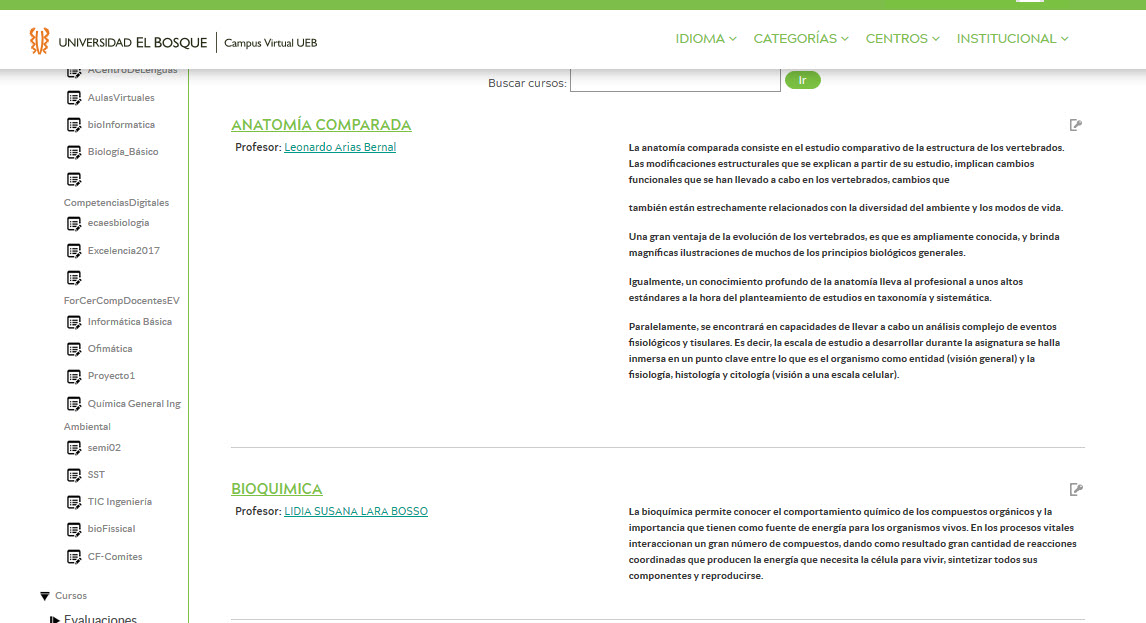 UNIVERSIDAD EL BOSQUE | Campus Virtual UEB
IDIOMA CATEGORÍAS CENTROS INSTITUCIONAL
ACentroDeLenguas
AulasVirtuales
bioInformatica
Biología_Básico
CompetenciasDigitales
ecaesbiologia
Excelencia2017
ForCerCompDocentesEV
Informática Básica
Ofimática
Proyecto1
Química General Ing
Ambiental
semi02
SST
TIC Ingeniería
bioFissical
CF-Comites
Cursos
Evaluaciones
Buscar cursos:
Ir
ANATOMÍA COMPARADA
Profesor: Leonardo Arias Bernal
La anatomía comparada consiste en el estudio comparativo de la estructura de los vertebrados.
Las modificaciones estructurales que se explican a partir de su estudio, implican cambios
funcionales que se han llevado a cabo en los vertebrados, cambios que
también están estrechamente relacionados con la diversidad del ambiente y los modos de vida.
Una gran ventaja de la evolución de los vertebrados, es que es ampliamente conocida, y brinda
magníficas ilustraciones de muchos de los principios biológicos generales.
Igualmente, un conocimiento profundo de la anatomía lleva al profesional a unos altos
estándares a la hora del planteamiento de estudios en taxonomía y sistemática.
Paralelamente, se encontrará en capacidades de llevar a cabo un análisis complejo de eventos
fisiológicos y tisulares. Es decir, la escala de estudio a desarrollar durante la asignatura se halla
inmersa en un punto clave entre lo que es el organismo como entidad (visión general) y la
fisiología, histología y citología (visión a una escala celular).
BIOQUIMICA
Profesor: LIDIA SUSANA LARA BOSSO
La bioquímica permite conocer el comportamiento químico de los compuestos orgánicos y la
importancia que tienen como fuente de energía para los organismos vivos. En los procesos vitales
interaccionan un gran número de compuestos, dando como resultado gran cantidad de reacciones
coordinadas que producen la energía que necesita la célula para vivir, sintetizar todos sus
componentes y reproducirse.